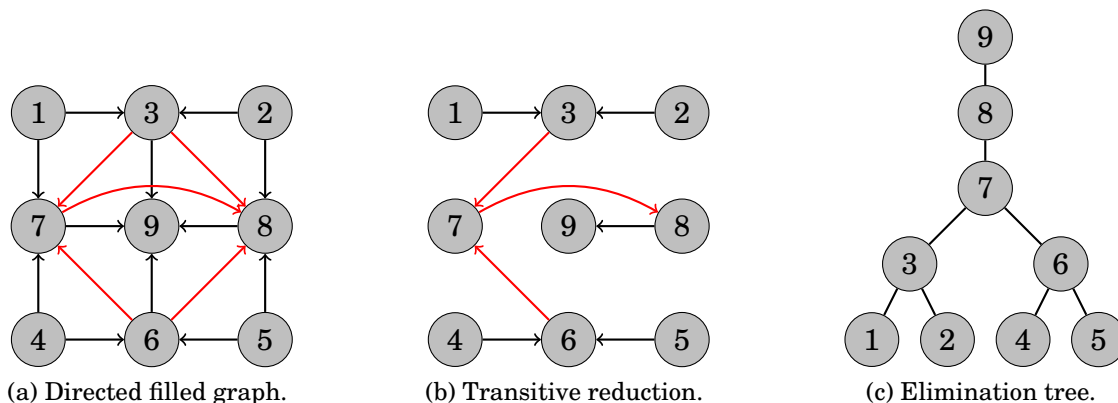 9
1 3 2 1 3 2 8
7 9 8 7 9 8 7
3 6
4 6 5 4 6 5 1 2 4 5
(a) Directed filled graph. (b) Transitive reduction. (c) Elimination tree.